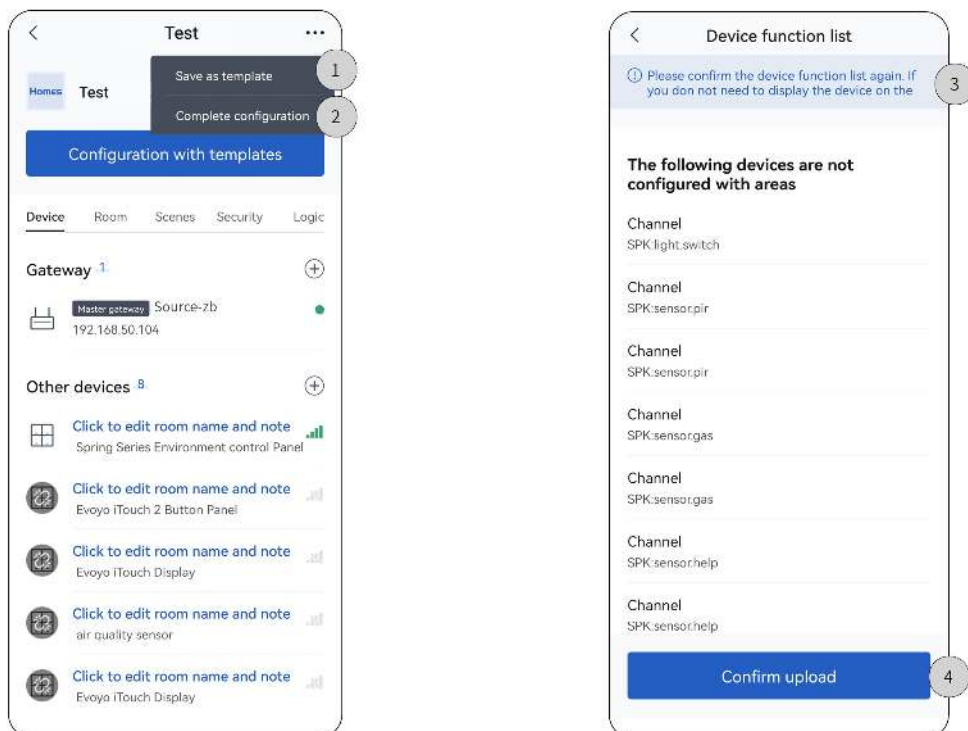 Test
Save as template
1
Homes
Test
Complete configuration
2
Configuration with templates
Device Room Scenes Security Logic
Gateway 1
Master gateway Source-zb
192.168.50.104
Other devices 8
Click to edit room name and note
Spring Series Environment control Panel
Click to edit room name and note
Evoyo iTouch 2 Button Panel
Click to edit room name and note
Evoyo iTouch Display
Click to edit room name and note
air quality sensor
Click to edit room name and note
Evoyo iTouch Display
Device function list
Please confirm the device function list again. If
you don not need to display the device on the
3
The following devices are not
configured with areas
Channel
SPK:light.switch
Channel
SPK:sensor.pir
Channel
SPK:sensor.pir
Channel
SPK:sensor.gas
Channel
SPK:sensor.gas
Channel
SPK:sensor.help
Channel
SPK:sensor.help
Confirm upload
4